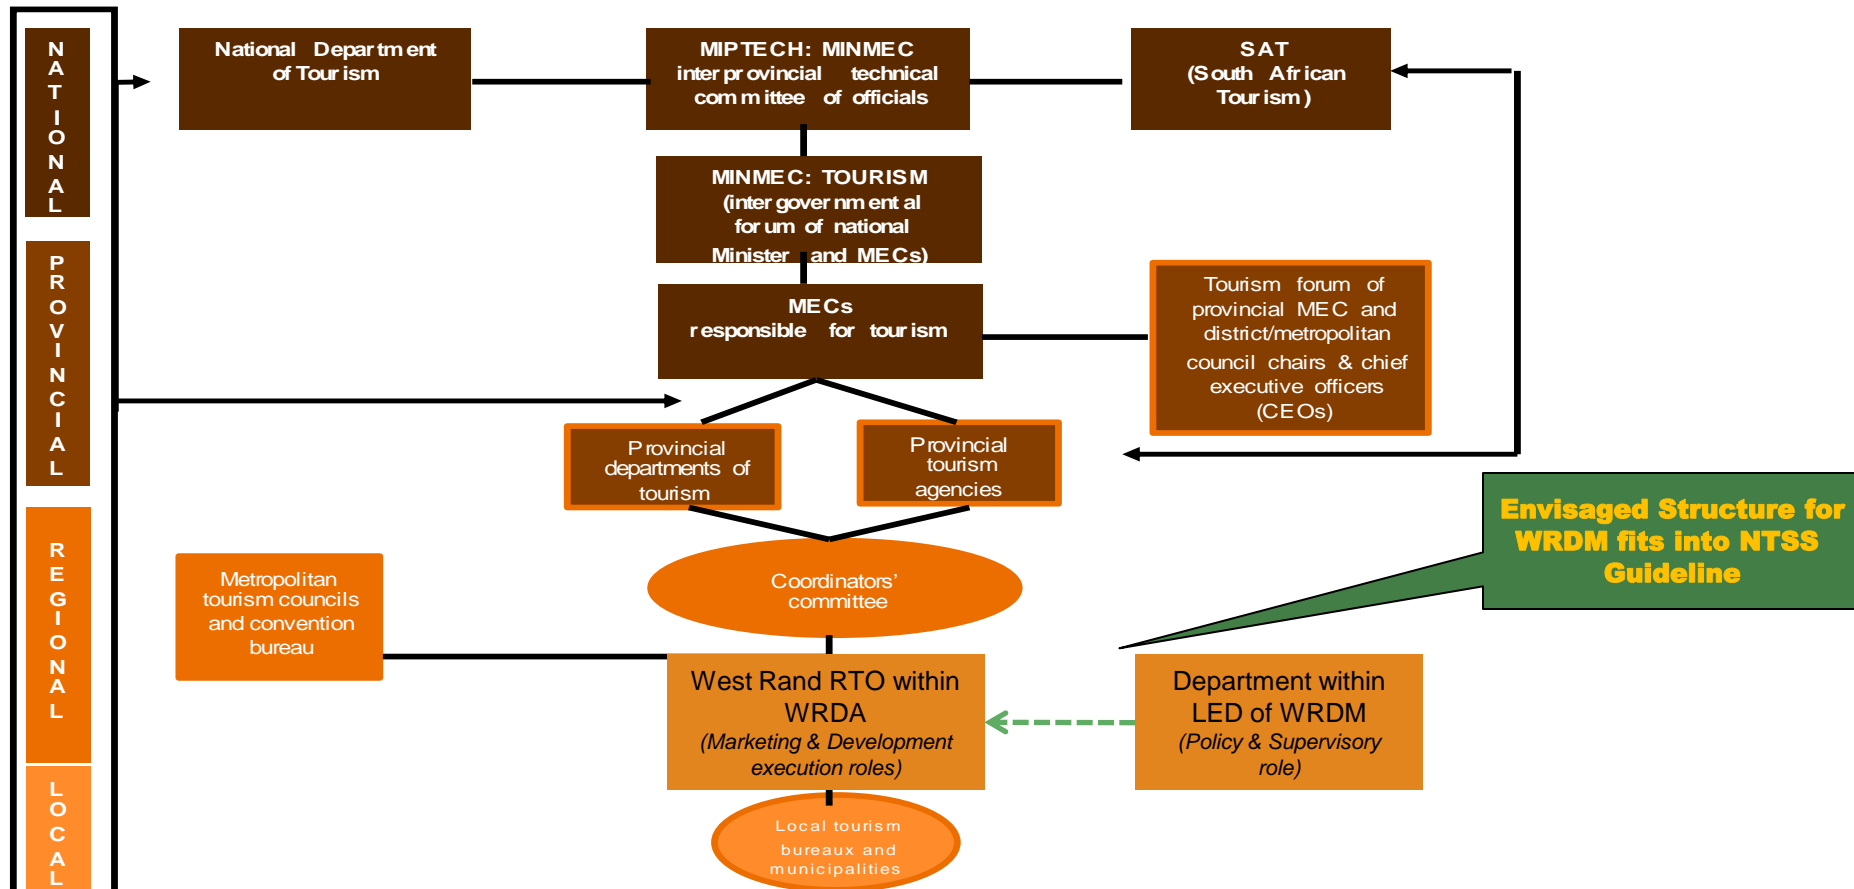 NATIONAL
National Department
of Tourism
MIPTECH: MINMEC
interprovincial technical
committee of officials
SAT
(South African
Tourism)
MINMEC: TOURISM
(intergovernmental
forum of national
Minister and MECs)
PROVINCIAL
MECs
responsible for tourism
Tourism forum of
provincial MEC and
district/metropolitan
council chairs & chief
executive officers
(CEOs)
Provincial
departments of
tourism
Provincial
tourism
agencies
Envisaged Structure for
WRDM fits into NTSS
Guideline
REGIONAL
Metropolitan
tourism councils
and convention
bureau
Coordinators’
committee
West Rand RTO within
WRDA
(Marketing & Development
execution roles)
Department within
LED of WRDM
(Policy & Supervisory
role)
LOCAL
Local tourism
bureaux and
municipalities